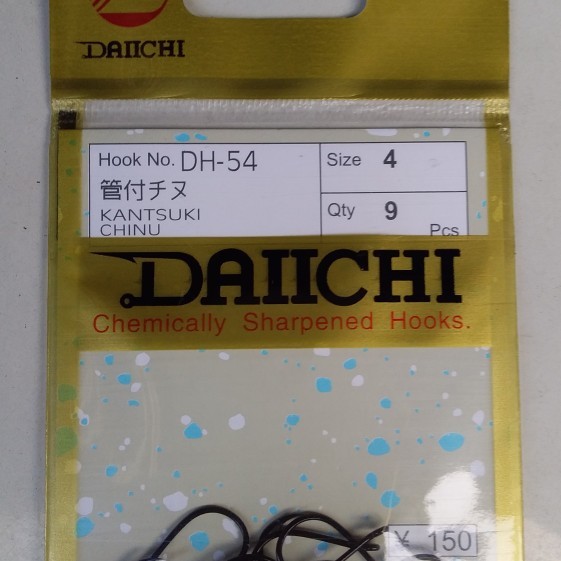 DAIICHI
Hook No. DH-54
管付チヌ
KANTSUKI
CHINU
Size 4
Qty 9
Pcs
DAIICHI
Chemically Sharpened Hooks.
¥ 150